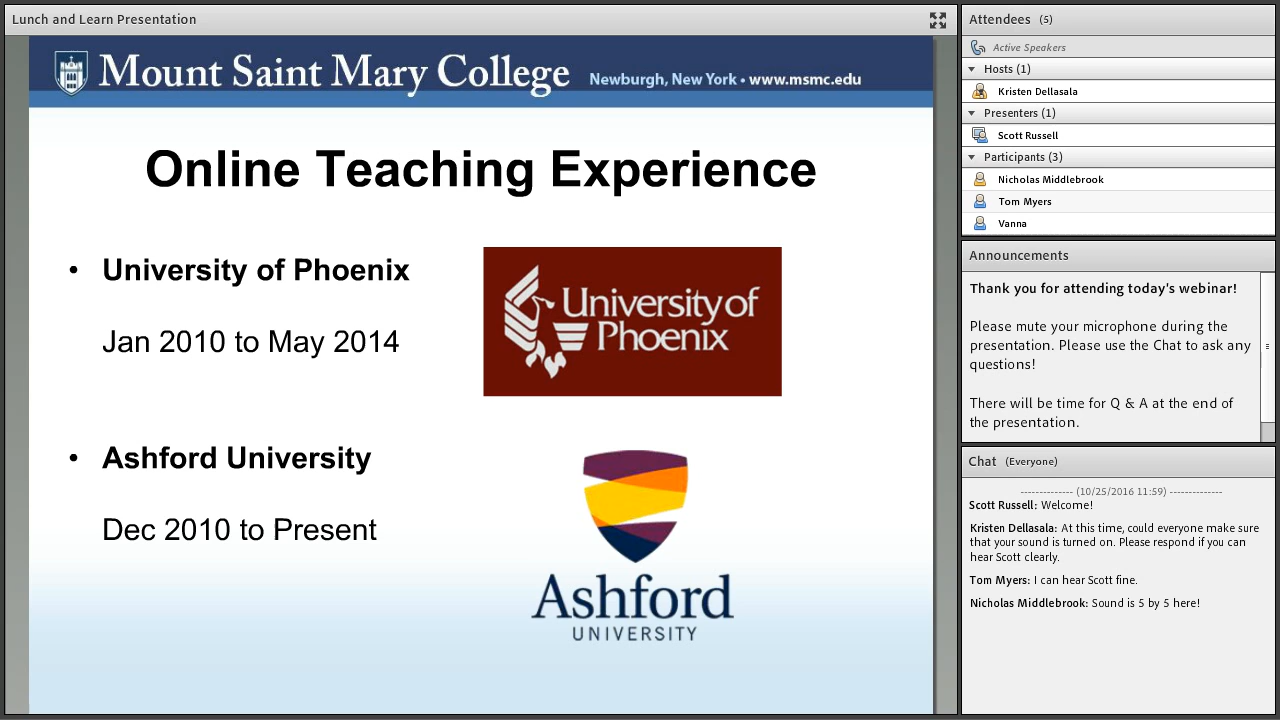 Lunch and Learn Presentation
Mount Saint Mary College Newburgh, New York • www.msmc.edu
Online Teaching Experience
• University of Phoenix
Jan 2010 to May 2014
University of
Phoenix
• Ashford University
Dec 2010 to Present
Ashford
UNIVERSITY
Attendees (5)
Active Speakers
Hosts (1)
Kristen Dellasala
Presenters (1)
Scott Russell
Participants (3)
Nicholas Middlebrook
Tom Myers
Vanna
Announcements
Thank you for attending today's webinar!
Please mute your microphone during the
presentation. Please use the Chat to ask any
questions!
There will be time for Q & A at the end of
the presentation.
Chat (Everyone)
-------------- (10/25/2016 11:59) --------------
Scott Russell: Welcome!
Kristen Dellasala: At this time, could everyone make sure
that your sound is turned on. Please respond if you can
hear Scott clearly.
Tom Myers: I can hear Scott fine.
Nicholas Middlebrook: Sound is 5 by 5 here!